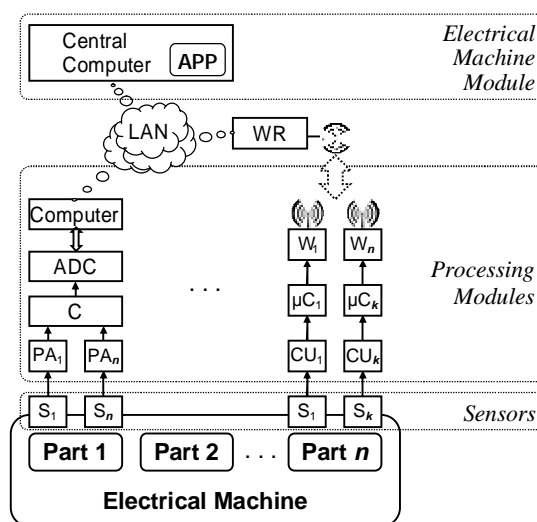 Central
Computer
APP
Electrical
Machine
Module
LAN
WR
Computer
ADC
C
PA1
PAn
. . .
W1
Wn
µC1
µCk
CU1
CUk
Processing
Modules
S1
Sn
S1
Sk
Sensors
Part 1
Part 2
. . .
Part n
Electrical Machine